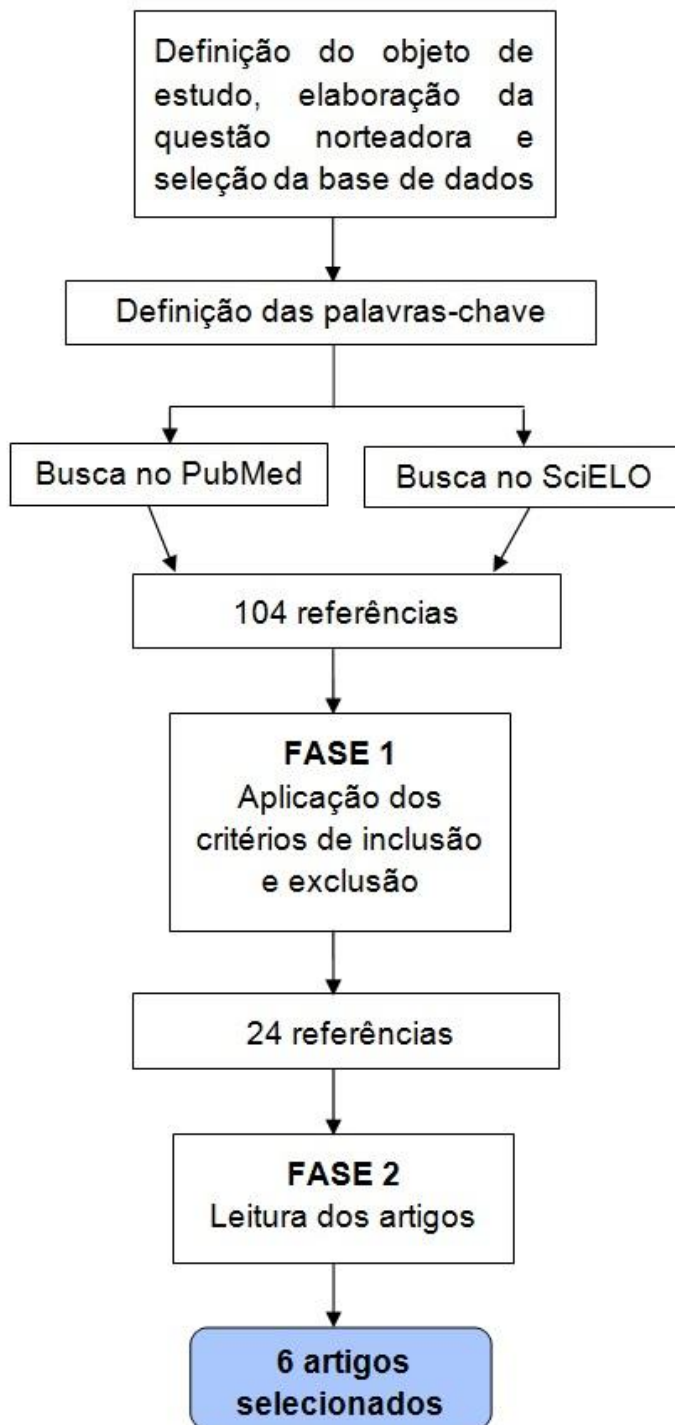 Definição do objeto de
estudo, elaboração da
questão norteadora e
seleção da base de dados
Definição das palavras-chave
Busca no PubMed
Busca no SciELO
104 referências
FASE 1
Aplicação dos
critérios de inclusão
e exclusão
24 referências
FASE 2
Leitura dos artigos
6 artigos
selecionados